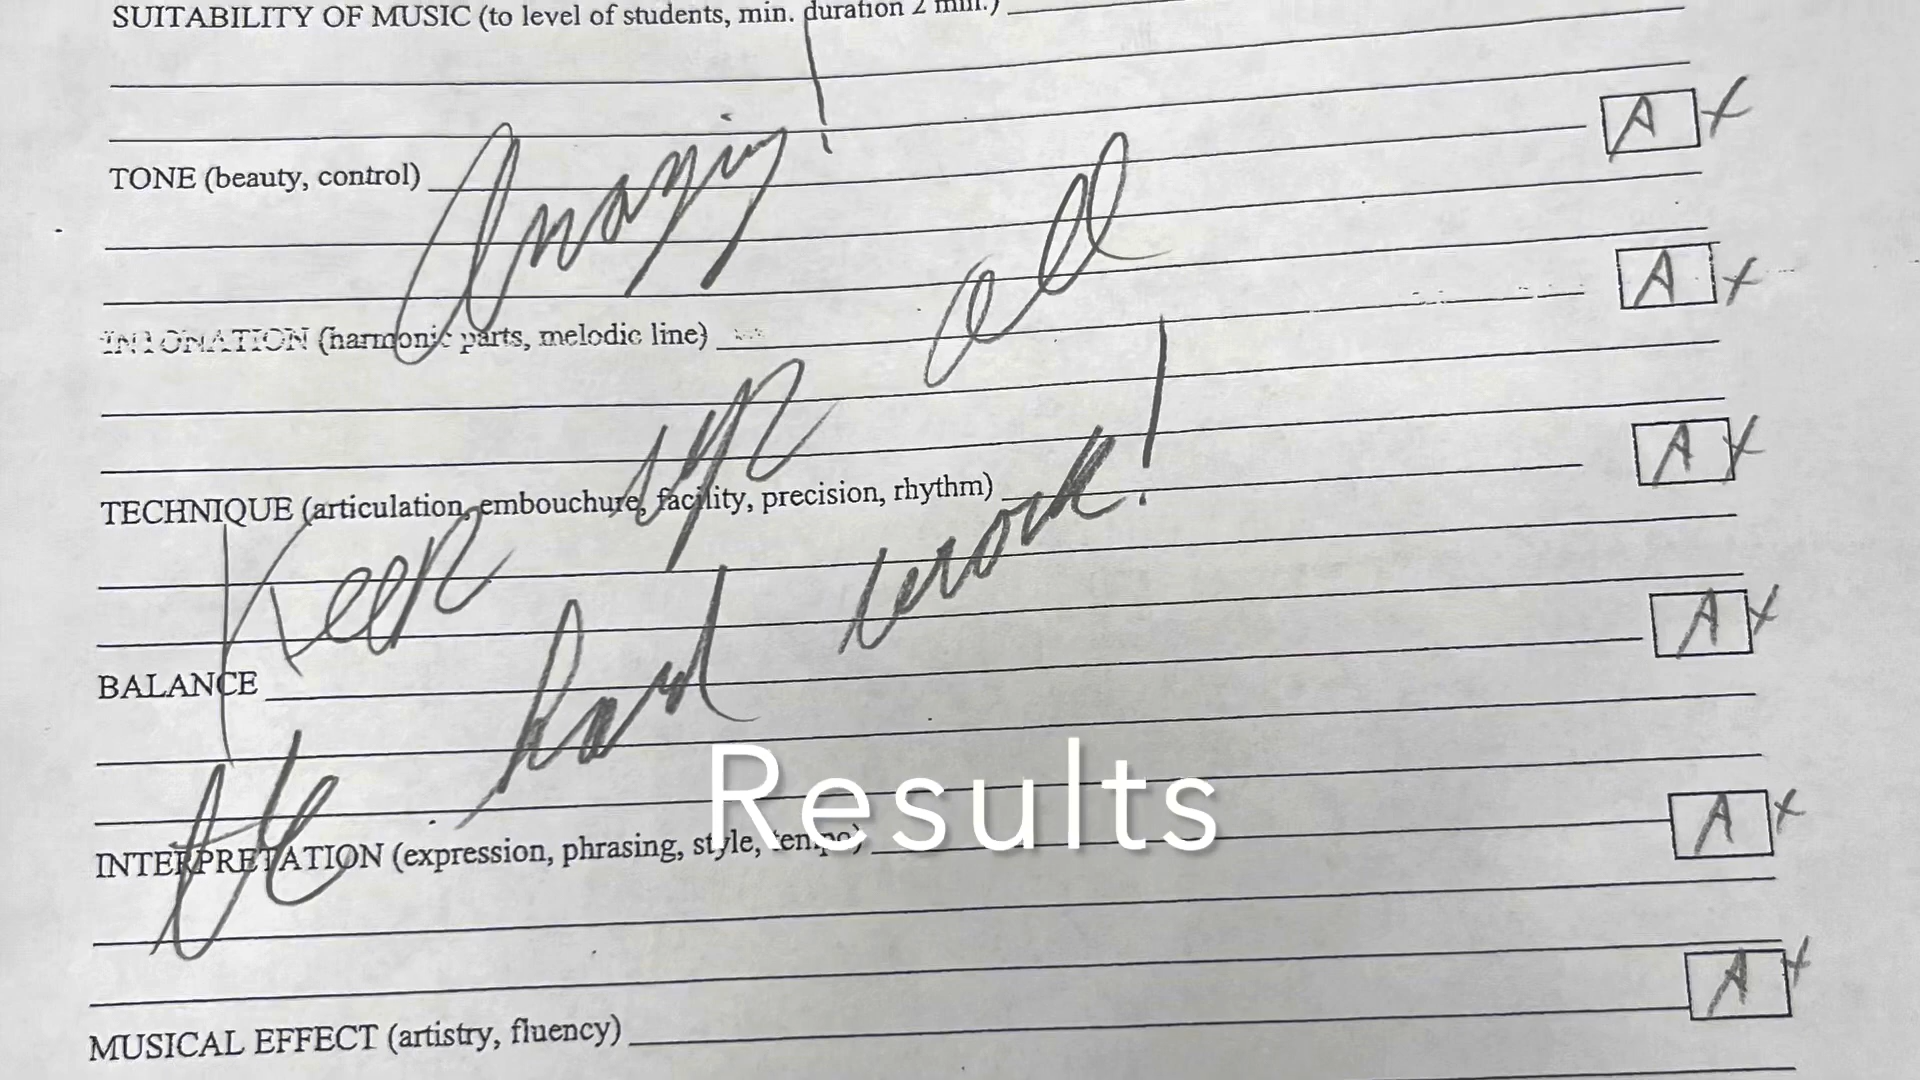 SUITABILITY OF MUSIC (to level of students, min. duration 2 min.)
A+
TONE (beauty, control)
Amazing!
A+
INTONATION (harmonic parts, melodic line)
A+
TECHNIQUE (articulation, embouchure, facility, precision, rhythm)
Keep up all
A+
BALANCE
the hard work!
A+
INTERPRETATION (expression, phrasing, style, tempo)
Results
A+
MUSICAL EFFECT (artistry, fluency)